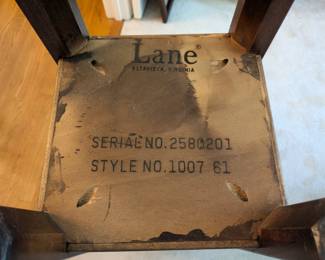 Lane®
ALTAVISTA, VIRGINIA
SERIAL NO. 2580201
STYLE NO. 1007 61